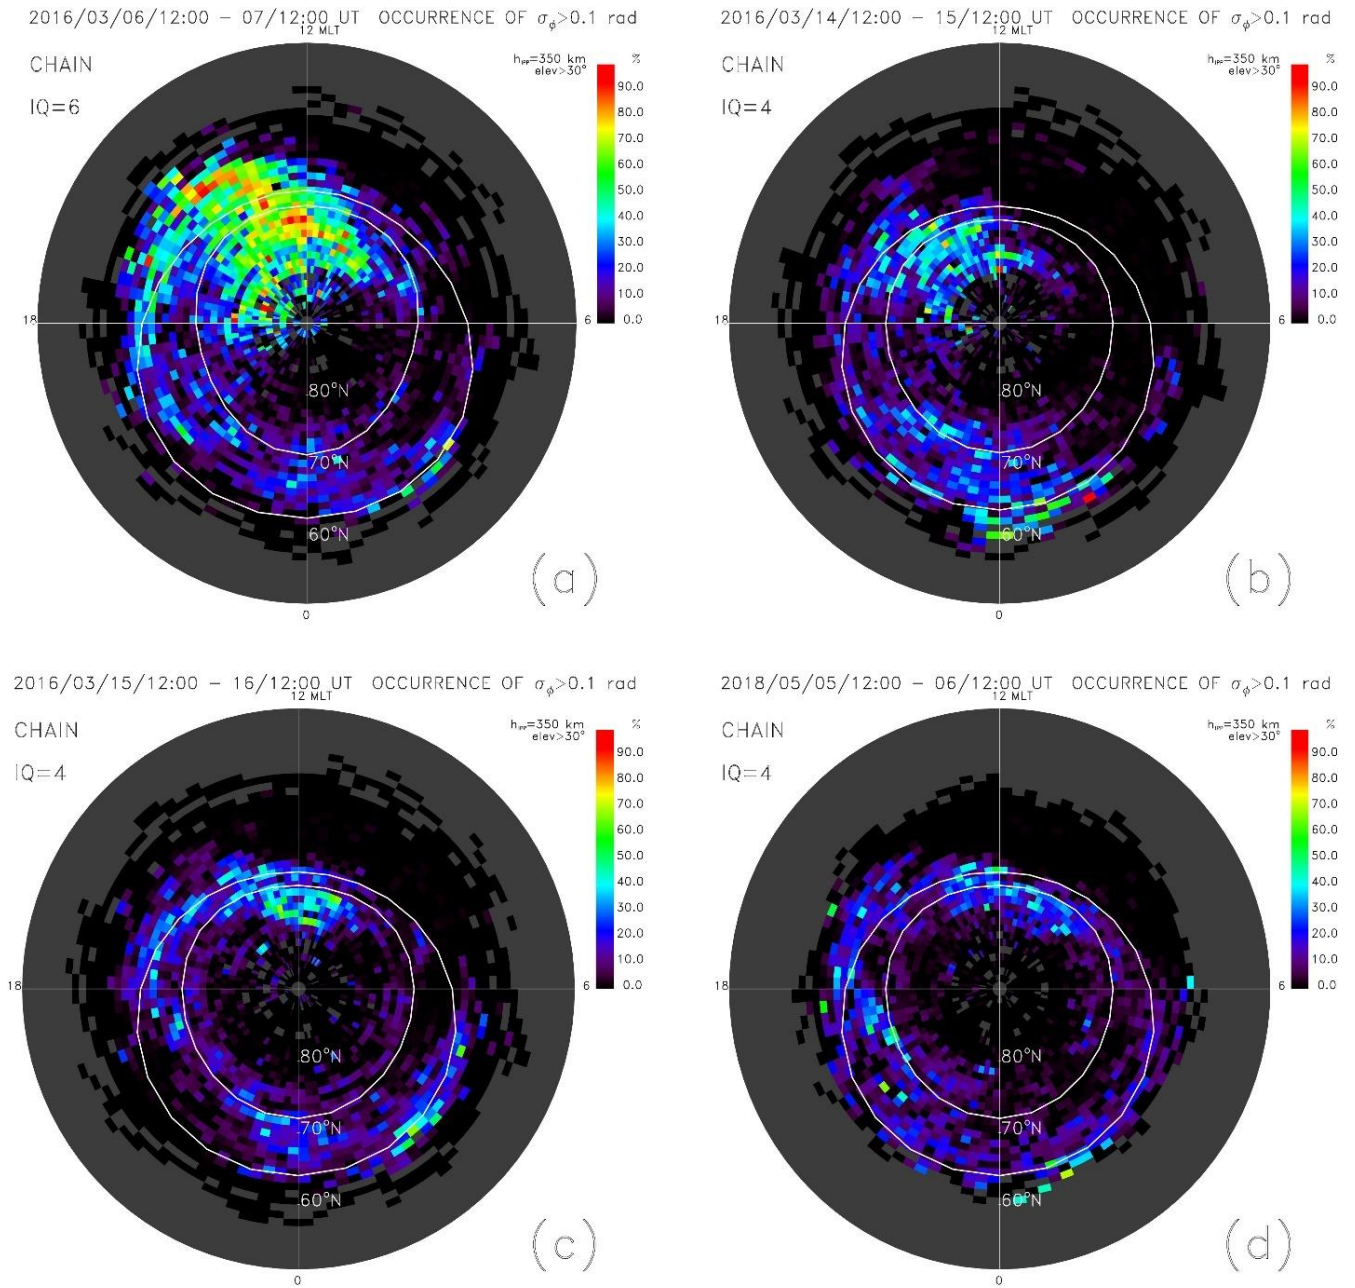 2016/03/06/12:00 - 07/12:00 UT OCCURRENCE OF σφ>0.1 rad
12 MLT
CHAIN
IQ=6
hIPP=350 km
elev>30°
%
90.0
80.0
70.0
60.0
50.0
40.0
30.0
20.0
10.0
0.0
18
6
80°N
70°N
60°N
0
(a)
2016/03/14/12:00 - 15/12:00 UT OCCURRENCE OF σφ>0.1 rad
12 MLT
CHAIN
IQ=4
hIPP=350 km
elev>30°
%
90.0
80.0
70.0
60.0
50.0
40.0
30.0
20.0
10.0
0.0
18
6
80°N
70°N
60°N
0
(b)
2016/03/15/12:00 - 16/12:00 UT OCCURRENCE OF σφ>0.1 rad
12 MLT
CHAIN
IQ=4
hIPP=350 km
elev>30°
%
90.0
80.0
70.0
60.0
50.0
40.0
30.0
20.0
10.0
0.0
18
6
80°N
70°N
60°N
0
(c)
2018/05/05/12:00 - 06/12:00 UT OCCURRENCE OF σφ>0.1 rad
12 MLT
CHAIN
IQ=4
hIPP=350 km
elev>30°
%
90.0
80.0
70.0
60.0
50.0
40.0
30.0
20.0
10.0
0.0
18
6
80°N
70°N
60°N
0
(d)